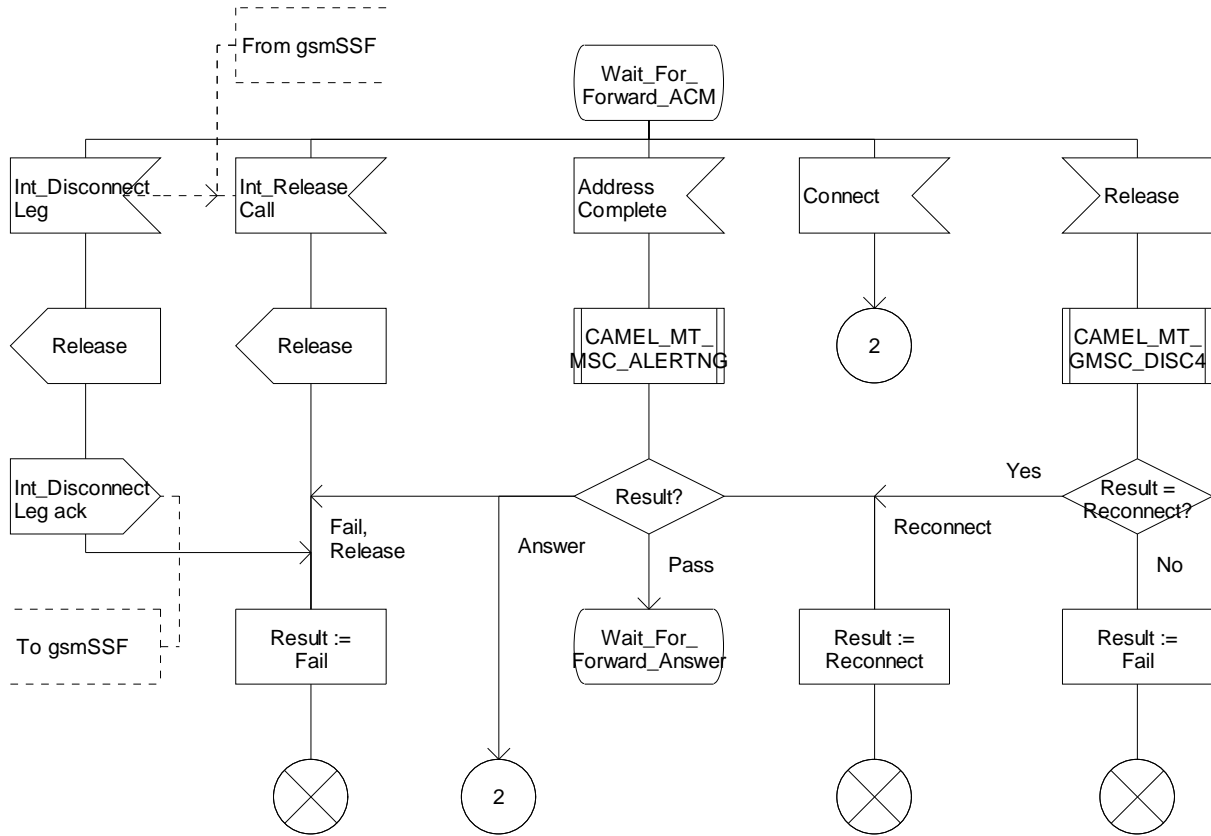 From gsmSSF
Wait_For_
Forward_ACM
Int_Disconnect
Leg
Int_Release
Call
Address
Complete
Connect
Release
Release
Release
CAMEL_MT_
MSC_ALERTNG
2
CAMEL_MT_
GMSC_DISC4
Int_Disconnect
Leg ack
Result?
Yes
Result =
Reconnect?
Fail,
Release
Answer
Reconnect
Pass
No
To gsmSSF
Result :=
Fail
Wait_For_
Forward_Answer
Result :=
Reconnect
Result :=
Fail
2